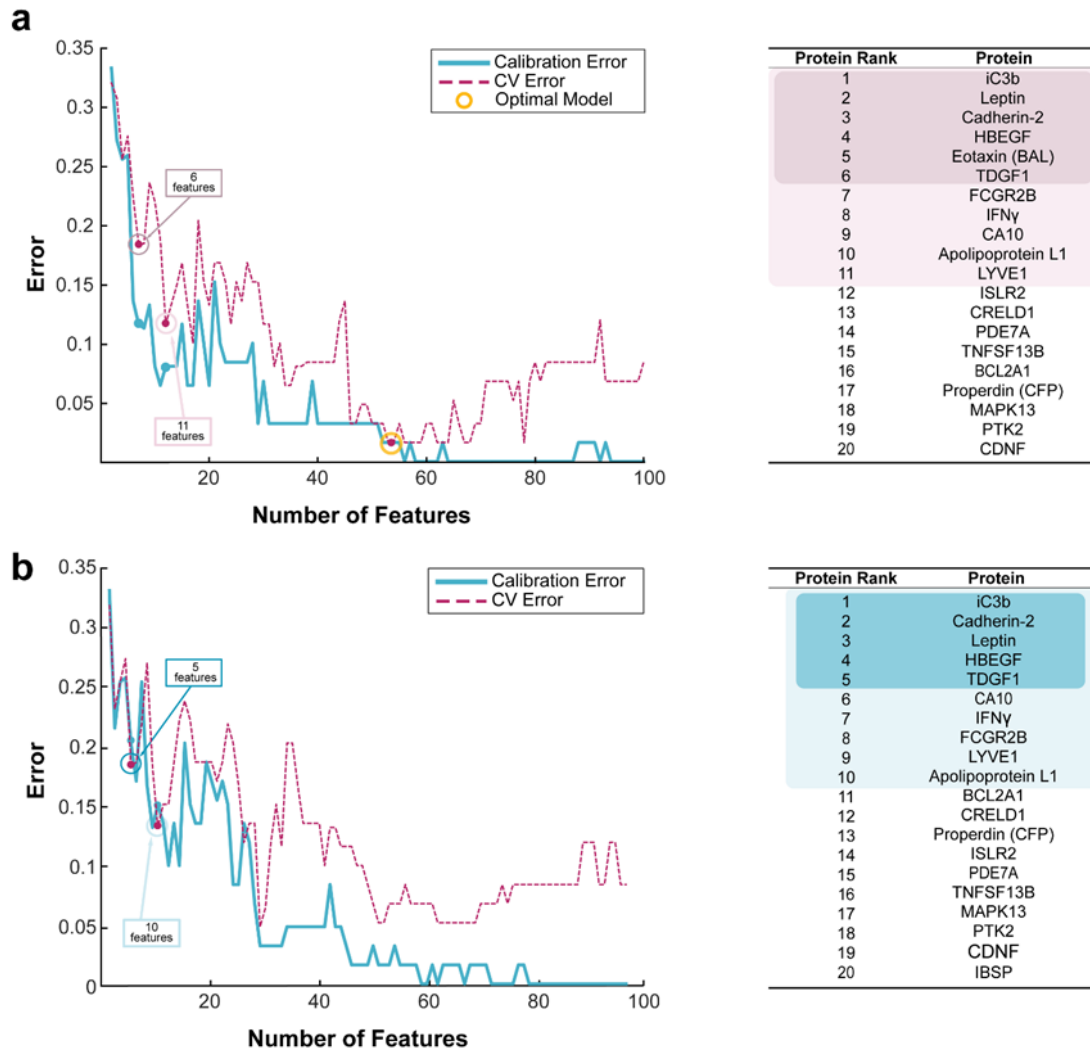 a
0.35
0.3
0.25
0.2
0.15
0.1
0.05
Error
20
40
60
80
100
Number of Features
Calibration Error
CV Error
Optimal Model
6
features
11
features
Protein Rank Protein
1 iC3b
2 Leptin
3 Cadherin-2
4 HBEGF
5 Eotaxin (BAL)
6 TDGF1
7 FCGR2B
8 IFNγ
9 CA10
10 Apolipoprotein L1
11 LYVE1
12 ISLR2
13 CRELD1
14 PDE7A
15 TNFSF13B
16 BCL2A1
17 Properdin (CFP)
18 MAPK13
19 PTK2
20 CDNF
b
0.35
0.3
0.25
0.2
0.15
0.1
0.05
0
Error
20
40
60
80
100
Number of Features
Calibration Error
CV Error
5
features
10
features
Protein Rank Protein
1 iC3b
2 Cadherin-2
3 Leptin
4 HBEGF
5 TDGF1
6 CA10
7 IFNγ
8 FCGR2B
9 LYVE1
10 Apolipoprotein L1
11 BCL2A1
12 CRELD1
13 Properdin (CFP)
14 ISLR2
15 PDE7A
16 TNFSF13B
17 MAPK13
18 PTK2
19 CDNF
20 IBSP